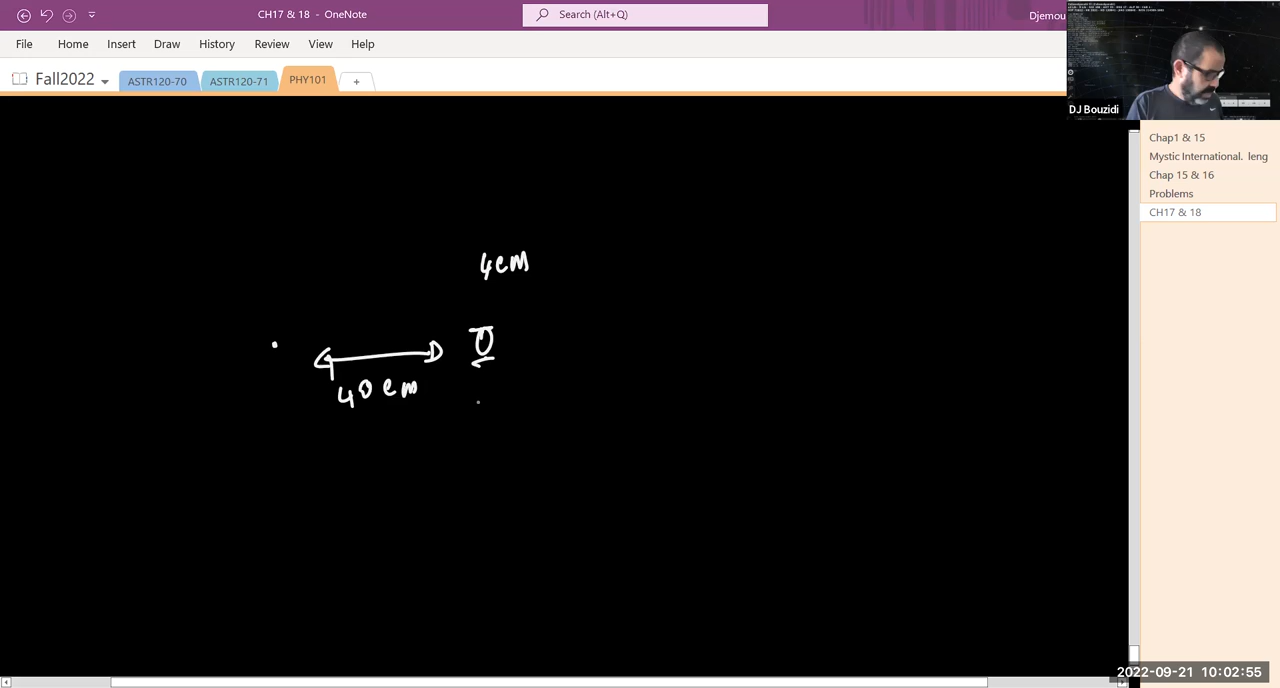 CH17 & 18 - OneNote
Search (Alt+Q)
Djemou
File Home Insert Draw History Review View Help
Fall2022 ASTR120-70 ASTR120-71 PHY101
DJ Bouzidi
Chap1 & 15
Mystic International. leng
Chap 15 & 16
Problems
CH17 & 18
4cm
40 cm
2022-09-21 10:02:55